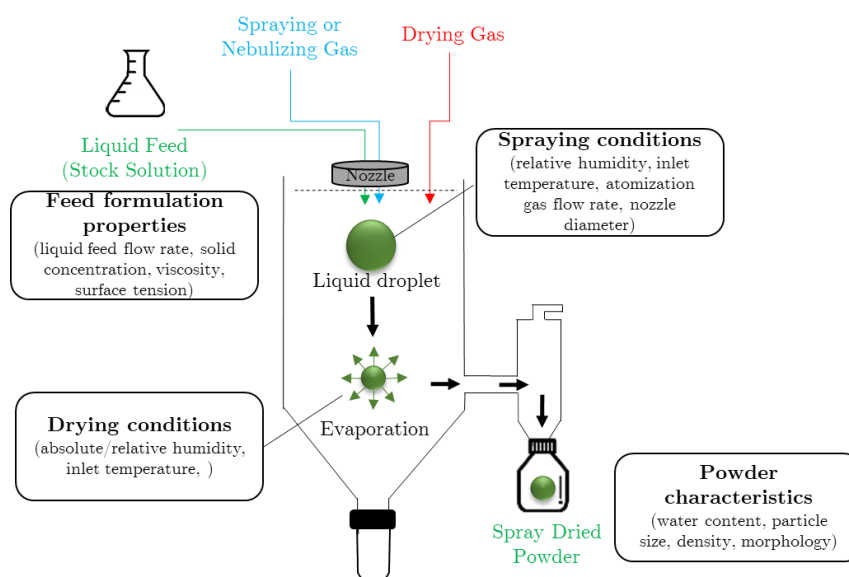 Spraying or
Nebulizing Gas
Drying Gas
Liquid Feed
(Stock Solution)
Nozzle
Spraying conditions
(relative humidity, inlet
temperature, atomization
gas flow rate, nozzle
diameter)
Feed formulation
properties
(liquid feed flow rate, solid
concentration, viscosity,
surface tension)
Liquid droplet
Drying conditions
(absolute/relative humidity,
inlet temperature, )
Evaporation
Powder
characteristics
(water content, particle
size, density, morphology)
Spray Dried
Powder